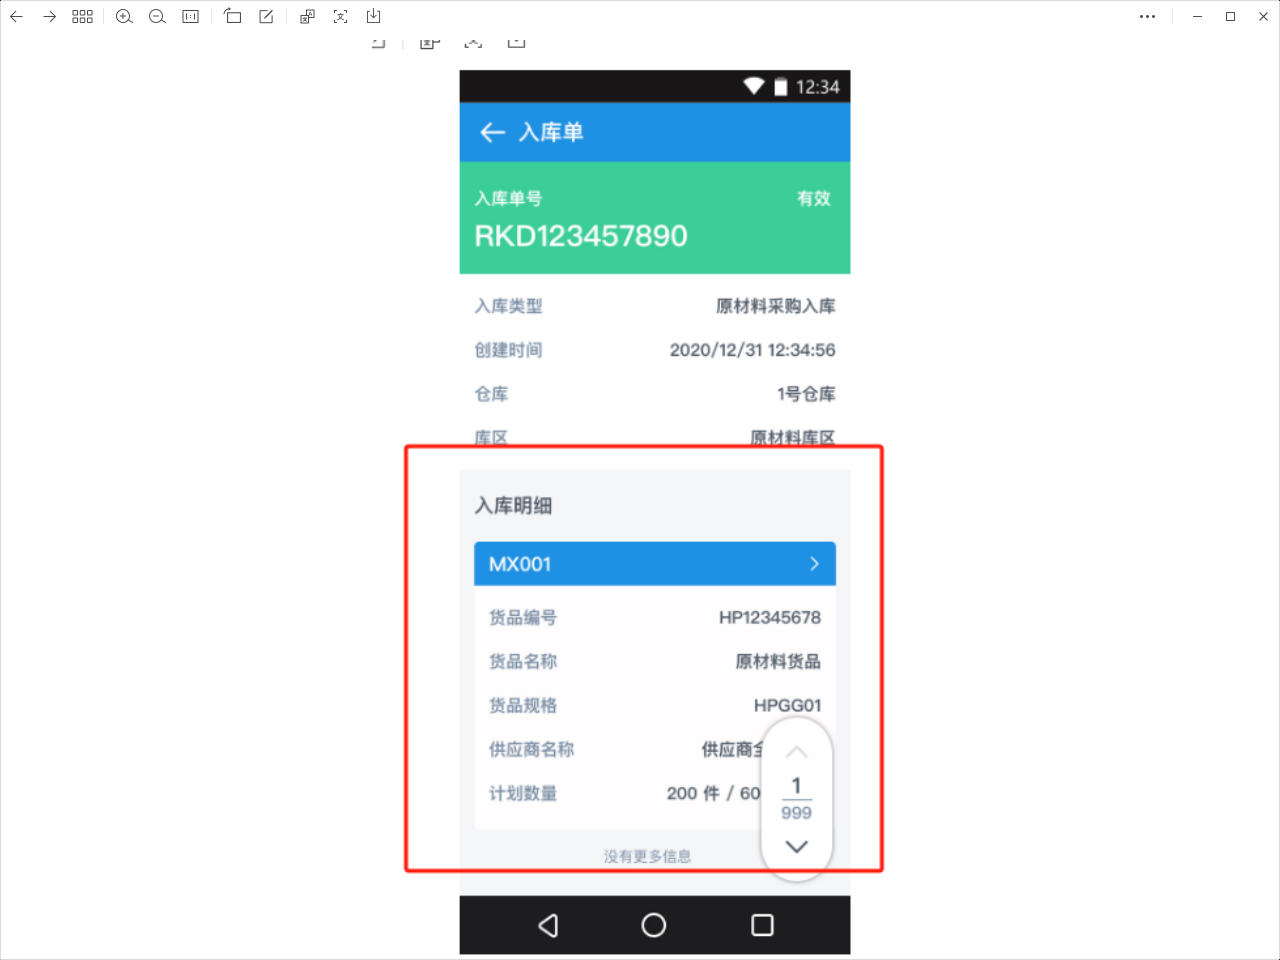 12:34
入库单
入库单号 有效
RKD123457890
入库类型 原材料采购入库
创建时间 2020/12/31 12:34:56
仓库 1号仓库
库区 原材料库区
入库明细
MX001
货品编号 HP12345678
货品名称 原材料货品
货品规格 HPGG01
供应商名称 供应商
计划数量 200 件 / 60
1
999
没有更多信息